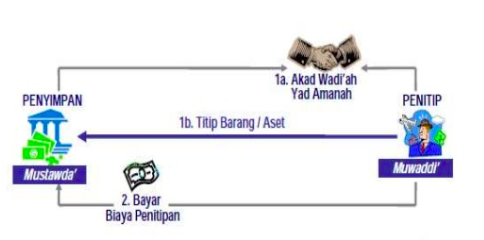 1a. Akad Wadi'ah
Yad Amanah
PENYIMPAN
PENITIP
1b. Titip Barang / Aset
Mustawda'
Muwaddi'
2. Bayar
Biaya Penitipan